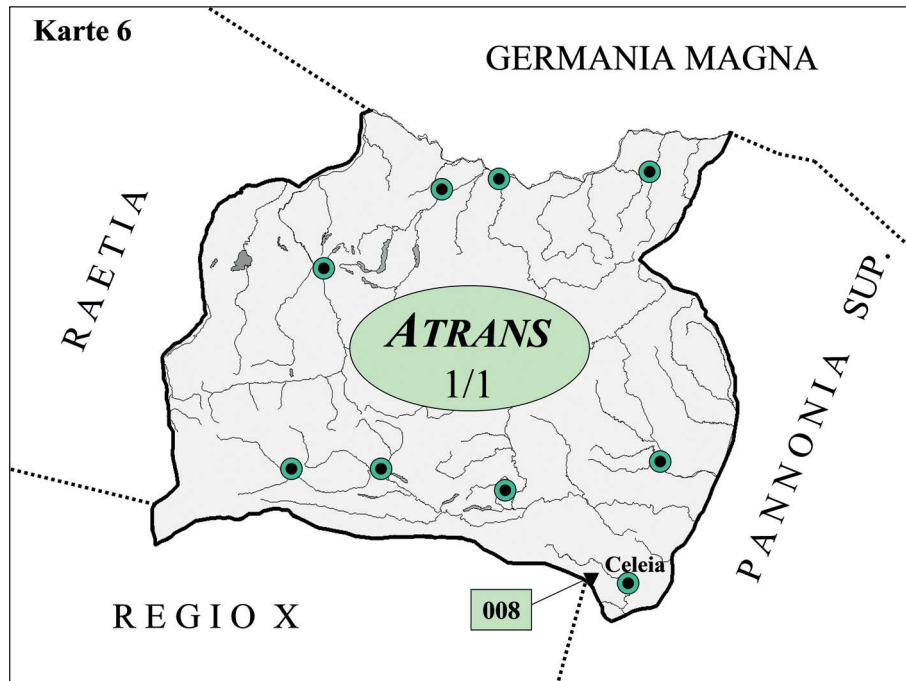 Karte 6
GERMANIA MAGNA
RAETIA
PANNONIA SUP.
ATRANS
1/1
Celeia
008
REGIO X